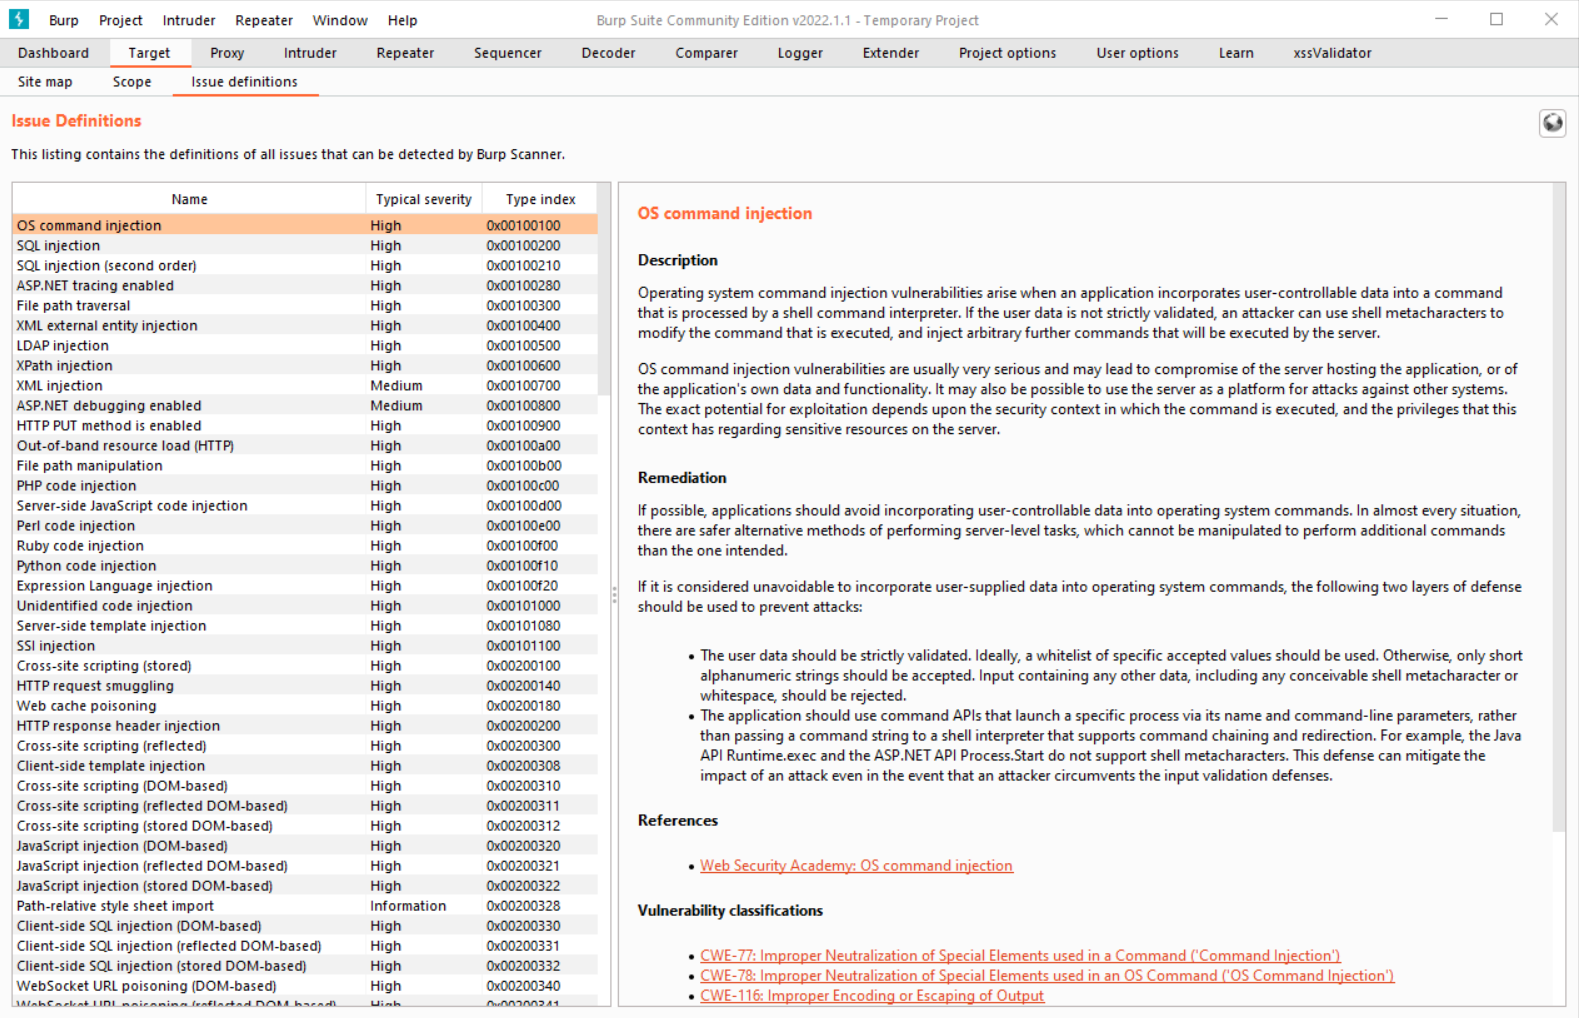 Burp Project Intruder Repeater Window Help Burp Suite Community Edition v2022.1.1 - Temporary Project
Dashboard Target Proxy Intruder Repeater Sequencer Decoder Comparer Logger Extender Project options User options Learn xssValidator
Site map Scope Issue definitions
Issue Definitions
This listing contains the definitions of all issues that can be detected by Burp Scanner.
Name Typical severity Type index
OS command injection High 0x00100100
SQL injection High 0x00100200
SQL injection (second order) High 0x00100210
ASP.NET tracing enabled High 0x00100280
File path traversal High 0x00100300
XML external entity injection High 0x00100400
LDAP injection High 0x00100500
XPath injection High 0x00100600
XML injection Medium 0x00100700
ASP.NET debugging enabled Medium 0x00100800
HTTP PUT method is enabled High 0x00100900
Out-of-band resource load (HTTP) High 0x00100a00
File path manipulation High 0x00100b00
PHP code injection High 0x00100c00
Server-side JavaScript code injection High 0x00100d00
Perl code injection High 0x00100e00
Ruby code injection High 0x00100f00
Python code injection High 0x00100f10
Expression Language injection High 0x00100f20
Unidentified code injection High 0x00101000
Server-side template injection High 0x00101080
SSI injection High 0x00101100
Cross-site scripting (stored) High 0x00200100
HTTP request smuggling High 0x00200140
Web cache poisoning High 0x00200180
HTTP response header injection High 0x00200200
Cross-site scripting (reflected) High 0x00200300
Client-side template injection High 0x00200308
Cross-site scripting (DOM-based) High 0x00200310
Cross-site scripting (reflected DOM-based) High 0x00200311
Cross-site scripting (stored DOM-based) High 0x00200312
JavaScript injection (DOM-based) High 0x00200320
JavaScript injection (reflected DOM-based) High 0x00200321
JavaScript injection (stored DOM-based) High 0x00200322
Path-relative style sheet import Information 0x00200328
Client-side SQL injection (DOM-based) High 0x00200330
Client-side SQL injection (reflected DOM-based) High 0x00200331
Client-side SQL injection (stored DOM-based) High 0x00200332
WebSocket URL poisoning (DOM-based) High 0x00200340
WebSocket URL poisoning (reflected DOM-based) High 0x00200341
OS command injection
Description
Operating system command injection vulnerabilities arise when an application incorporates user-controllable data into a command
that is processed by a shell command interpreter. If the user data is not strictly validated, an attacker can use shell metacharacters to
modify the command that is executed, and inject arbitrary further commands that will be executed by the server.
OS command injection vulnerabilities are usually very serious and may lead to compromise of the server hosting the application, or of
the application's own data and functionality. It may also be possible to use the server as a platform for attacks against other systems.
The exact potential for exploitation depends upon the security context in which the command is executed, and the privileges that this
context has regarding sensitive resources on the server.
Remediation
If possible, applications should avoid incorporating user-controllable data into operating system commands. In almost every situation,
there are safer alternative methods of performing server-level tasks, which cannot be manipulated to perform additional commands
than the one intended.
If it is considered unavoidable to incorporate user-supplied data into operating system commands, the following two layers of defense
should be used to prevent attacks:
• The user data should be strictly validated. Ideally, a whitelist of specific accepted values should be used. Otherwise, only short
alphanumeric strings should be accepted. Input containing any other data, including any conceivable shell metacharacter or
whitespace, should be rejected.
• The application should use command APIs that launch a specific process via its name and command-line parameters, rather
than passing a command string to a shell interpreter that supports command chaining and redirection. For example, the Java
API Runtime.exec and the ASP.NET API Process.Start do not support shell metacharacters. This defense can mitigate the
impact of an attack even in the event that an attacker circumvents the input validation defenses.
References
• Web Security Academy: OS command injection
Vulnerability classifications
• CWE-77: Improper Neutralization of Special Elements used in a Command ('Command Injection')
• CWE-78: Improper Neutralization of Special Elements used in an OS Command ('OS Command Injection')
• CWE-116: Improper Encoding or Escaping of Output